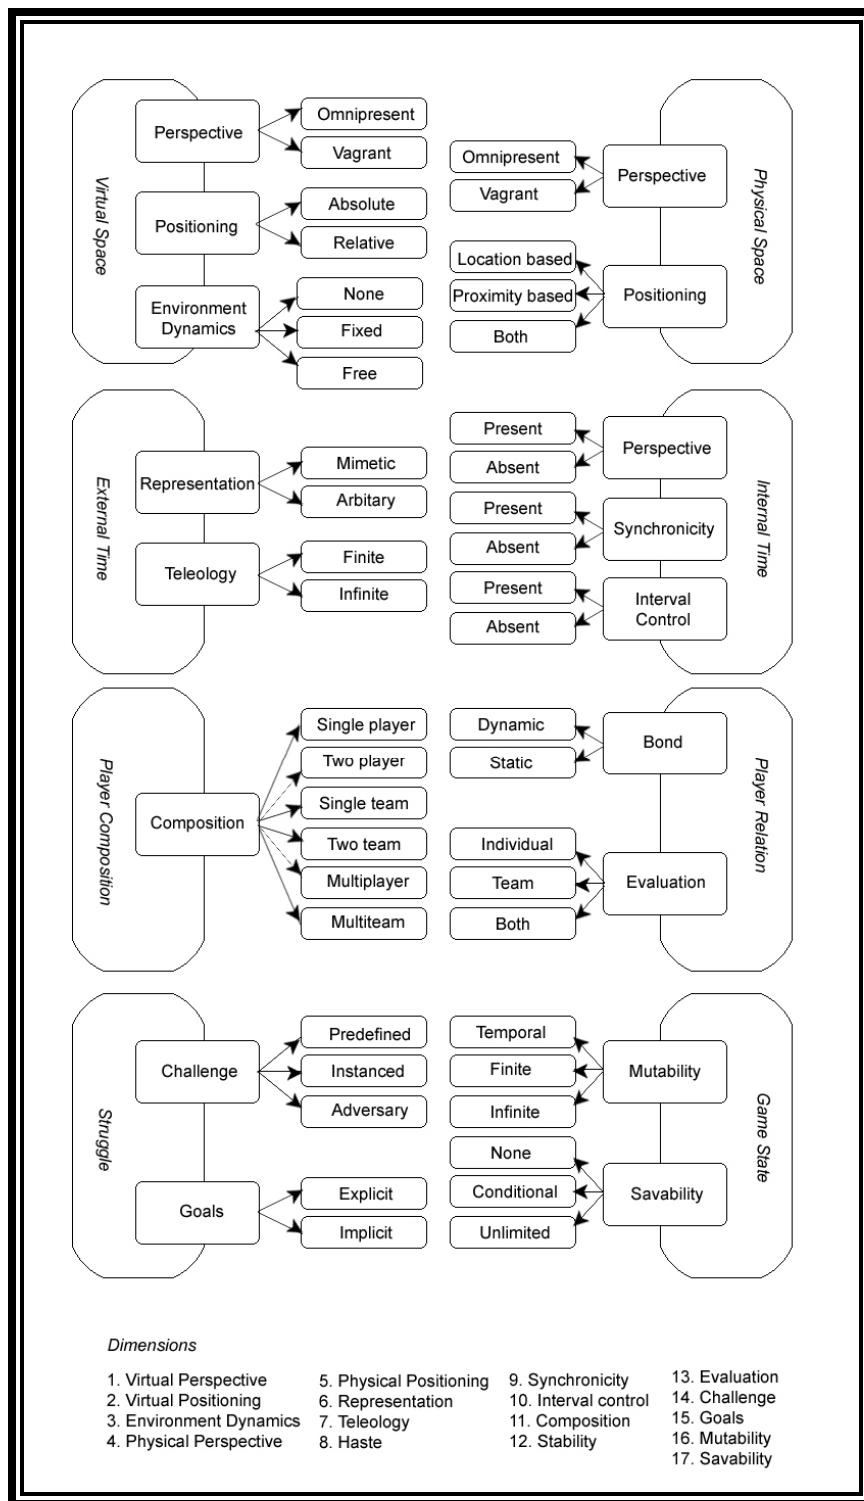 Virtual Space
Perspective
Omnipresent
Vagrant
Positioning
Absolute
Relative
Environment
Dynamics
None
Fixed
Free
Physical Space
Perspective
Omnipresent
Vagrant
Positioning
Location based
Proximity based
Both
External Time
Representation
Mimetic
Arbitary
Teleology
Finite
Infinite
Internal Time
Perspective
Present
Absent
Synchronicity
Present
Absent
Interval
Control
Present
Absent
Player Composition
Composition
Single player
Two player
Single team
Two team
Multiplayer
Multiteam
Player Relation
Bond
Dynamic
Static
Evaluation
Individual
Team
Both
Struggle
Challenge
Predefined
Instanced
Adversary
Goals
Explicit
Implicit
Game State
Mutability
Temporal
Finite
Infinite
Savability
None
Conditional
Unlimited
Dimensions
1. Virtual Perspective
2. Virtual Positioning
3. Environment Dynamics
4. Physical Perspective
5. Physical Positioning
6. Representation
7. Teleology
8. Haste
9. Synchronicity
10. Interval control
11. Composition
12. Stability
13. Evaluation
14. Challenge
15. Goals
16. Mutability
17. Savability